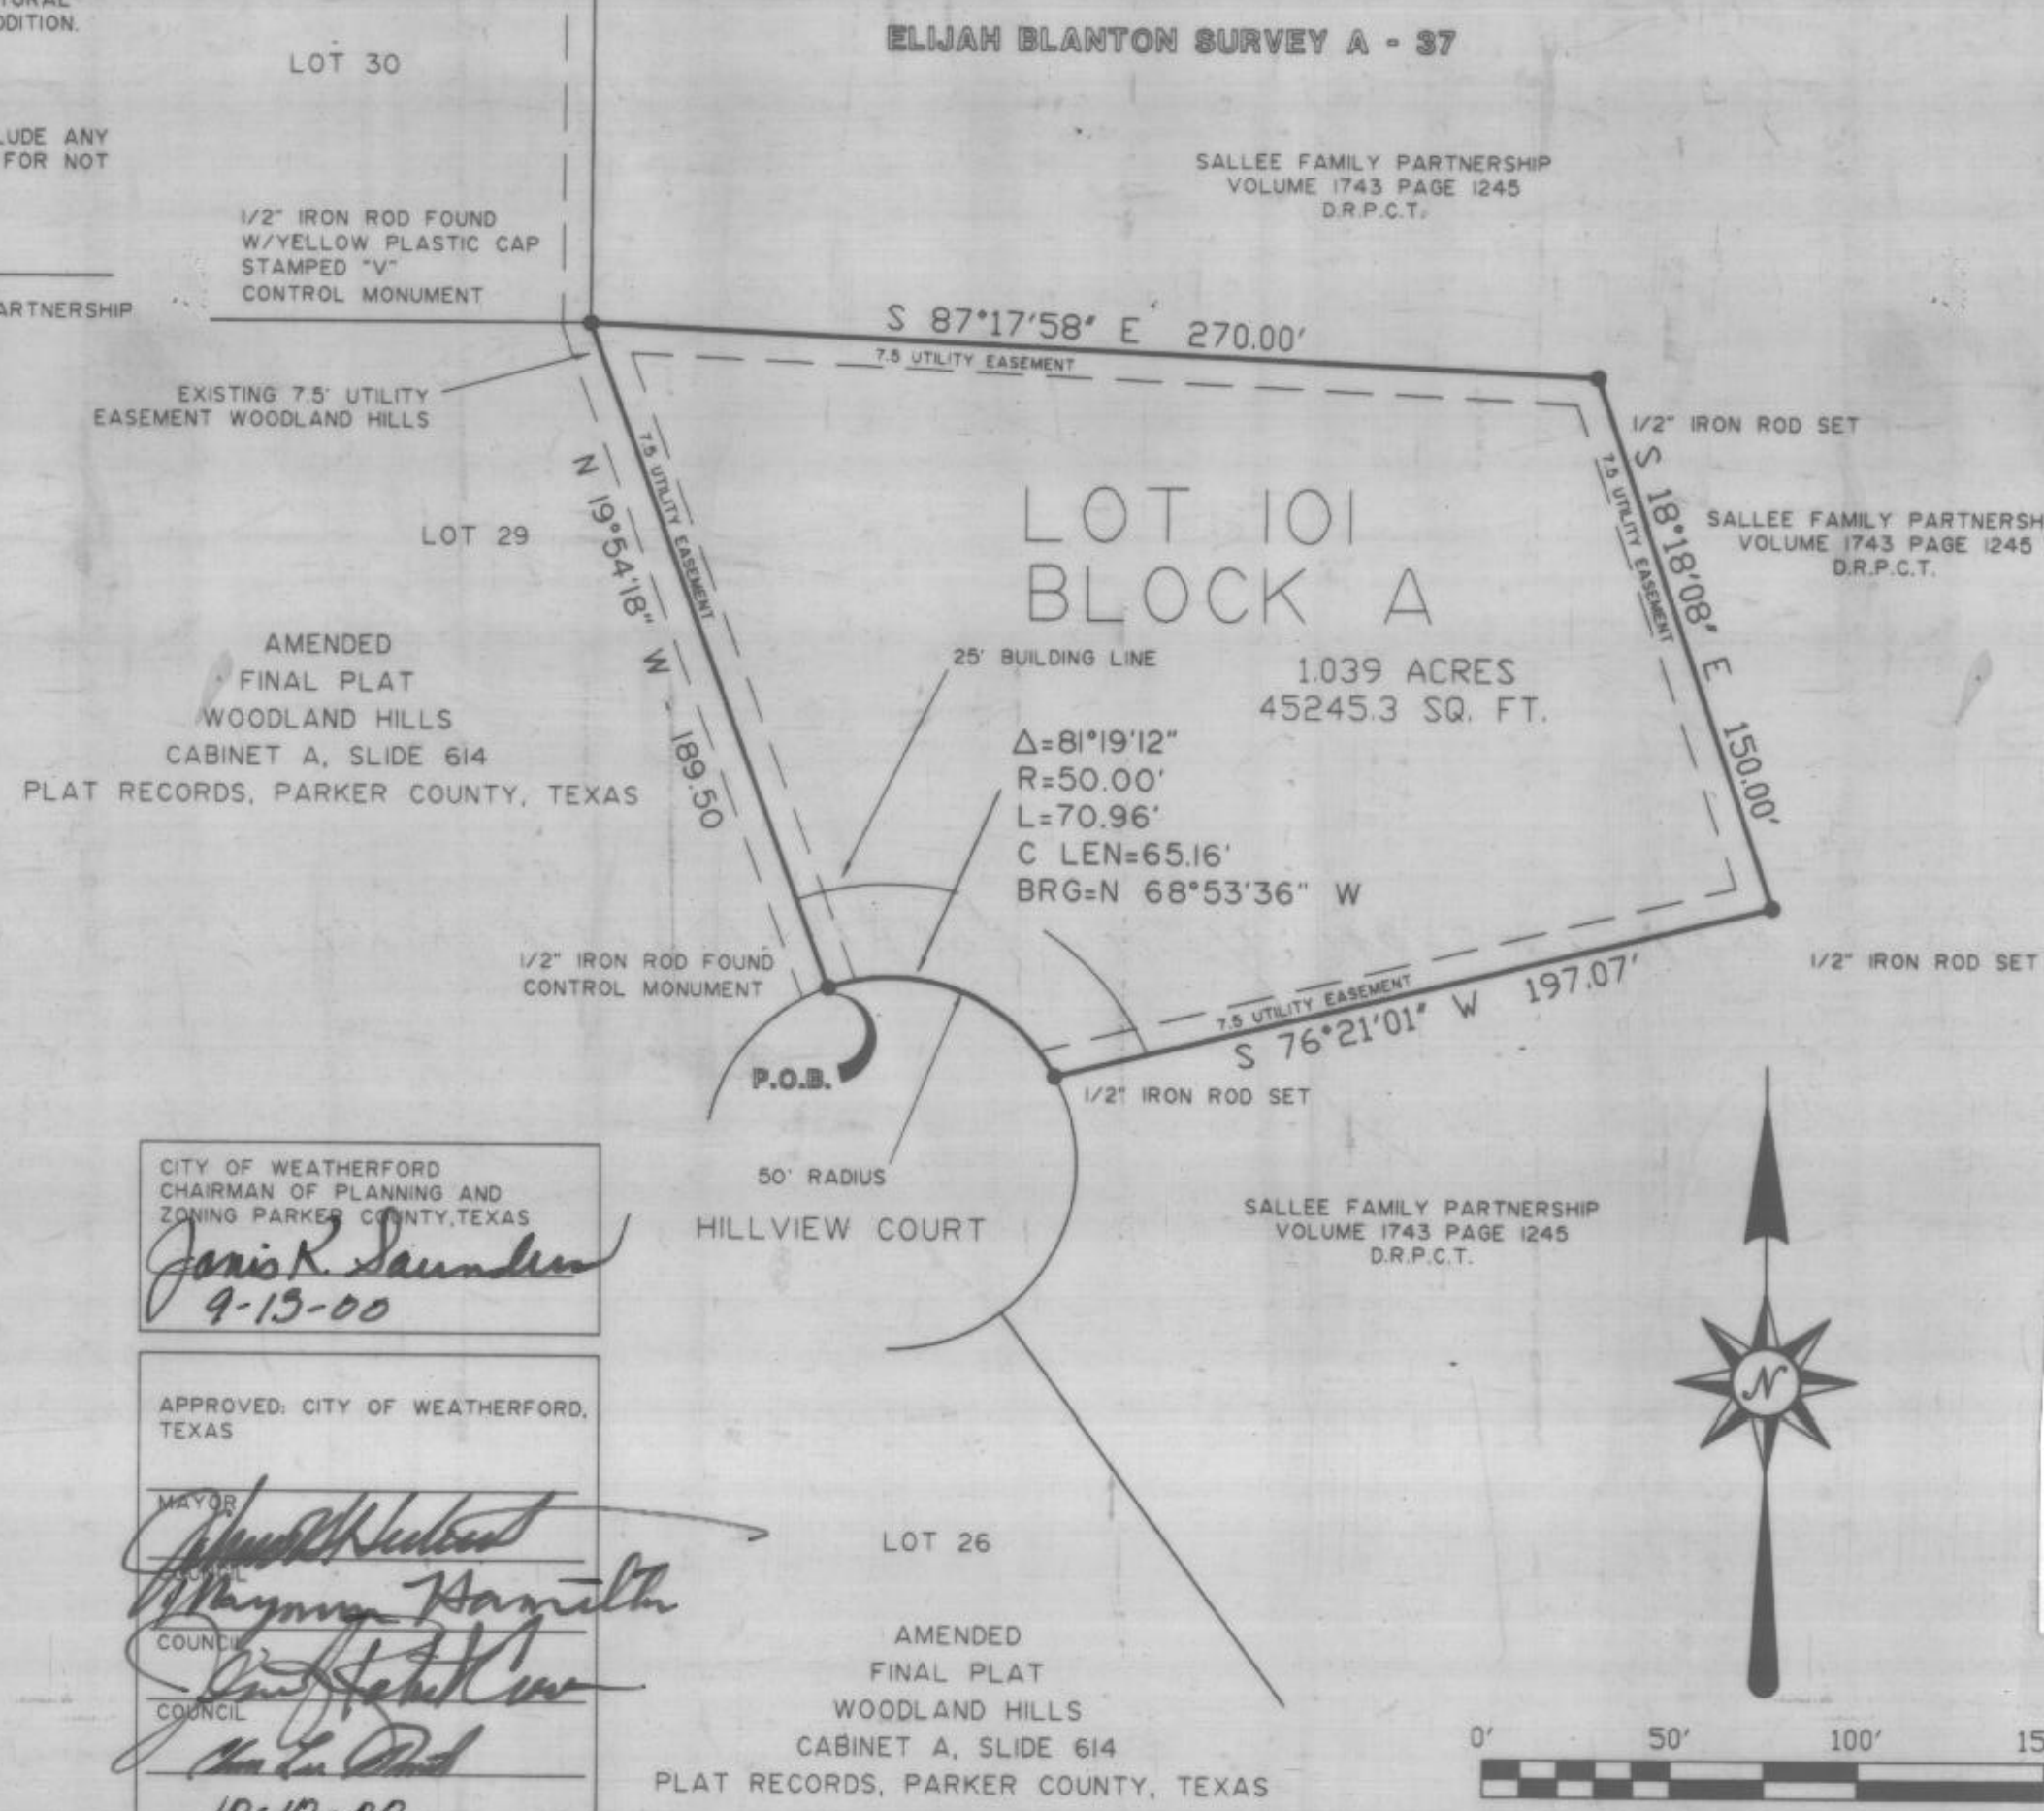 DITION.
LOT 30
ELIJAH BLANTON SURVEY A - 37
LUDE ANY
FOR NOT
SALLEE FAMILY PARTNERSHIP
VOLUME 1743 PAGE 1245
D.R.P.C.T.
1/2" IRON ROD FOUND
W/YELLOW PLASTIC CAP
STAMPED "V"
CONTROL MONUMENT
ARTNERSHIP
S 87°17'58" E 270.00'
7.5 UTILITY EASEMENT
EXISTING 7.5' UTILITY
EASEMENT WOODLAND HILLS
1/2" IRON ROD SET
N 19°54'18" W - 189.50
7.5 UTILITY EASEMENT
7.5 UTILITY EASEMENT
S 18°18'08" E 150.00'
LOT 29
LOT 101
BLOCK A
SALLEE FAMILY PARTNERSH
VOLUME 1743 PAGE 1245
D.R.P.C.T.
AMENDED
FINAL PLAT
WOODLAND HILLS
CABINET A, SLIDE 614
PLAT RECORDS, PARKER COUNTY, TEXAS
25' BUILDING LINE
1.039 ACRES
45245.3 SQ. FT.
Δ=81°19'12"
R=50.00'
L=70.96'
C LEN=65.16'
BRG=N 68°53'36" W
1/2" IRON ROD FOUND
CONTROL MONUMENT
1/2" IRON ROD SET
7.5 UTILITY EASEMENT
S 76°21'01" W 197.07'
P.O.B.
1/2" IRON ROD SET
50' RADIUS
HILLVIEW COURT
CITY OF WEATHERFORD
CHAIRMAN OF PLANNING AND
ZONING PARKER COUNTY, TEXAS
Janis R. Saunders
9-13-00
SALLEE FAMILY PARTNERSHIP
VOLUME 1743 PAGE 1245
D.R.P.C.T.
N
APPROVED: CITY OF WEATHERFORD,
TEXAS
MAYOR
COUNCIL
Hamilton
COUNCIL
COUNCIL
LOT 26
AMENDED
FINAL PLAT
WOODLAND HILLS
CABINET A, SLIDE 614
PLAT RECORDS, PARKER COUNTY, TEXAS
0' 50' 100' 15